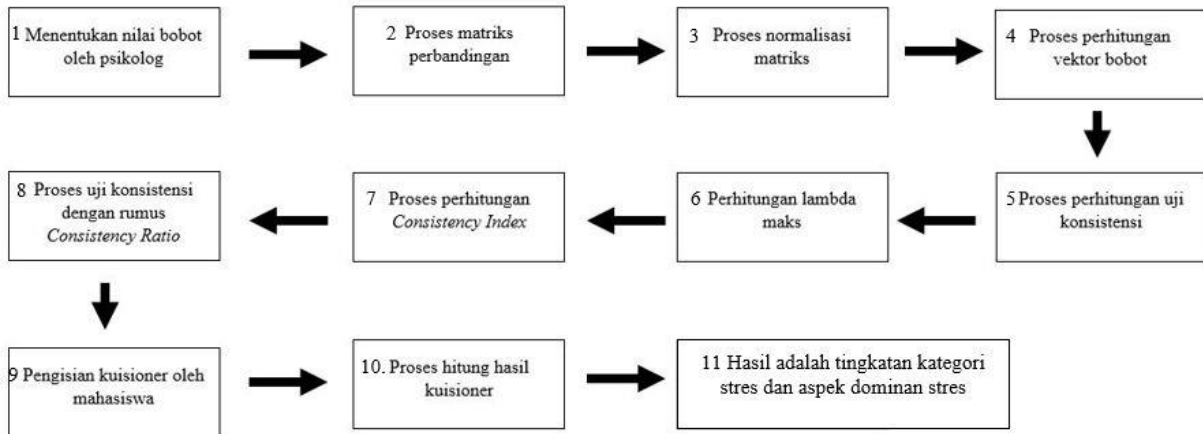 1 Menentukan nilai bobot
oleh psikolog
2 Proses matriks
perbandingan
3 Proses normalisasi
matriks
4 Proses perhitungan
vektor bobot
5 Proses perhitungan uji
konsistensi
6 Perhitungan lambda
maks
7 Proses perhitungan
Consistency Index
8 Proses uji konsistensi
dengan rumus
Consistency Ratio
9 Pengisian kuisioner oleh
mahasiswa
10. Proses hitung hasil
kuisioner
11 Hasil adalah tingkatan kategori
stres dan aspek dominan stres